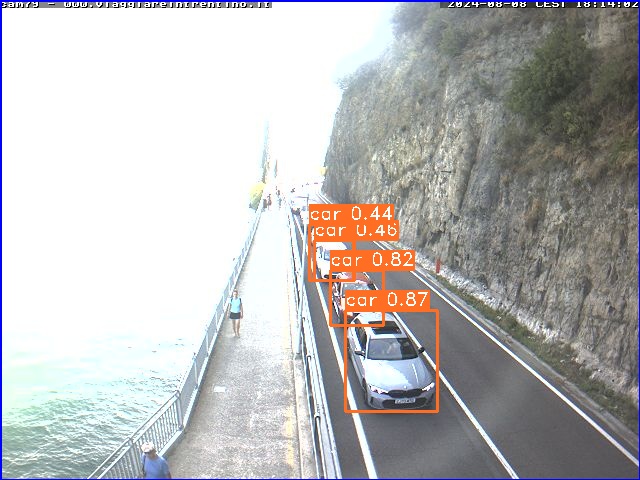 cam79 - www.viaggiareintrentino.it
2024-08-08 CEST 18:14:02
car 0.44
car 0.46
car 0.82
car 0.87